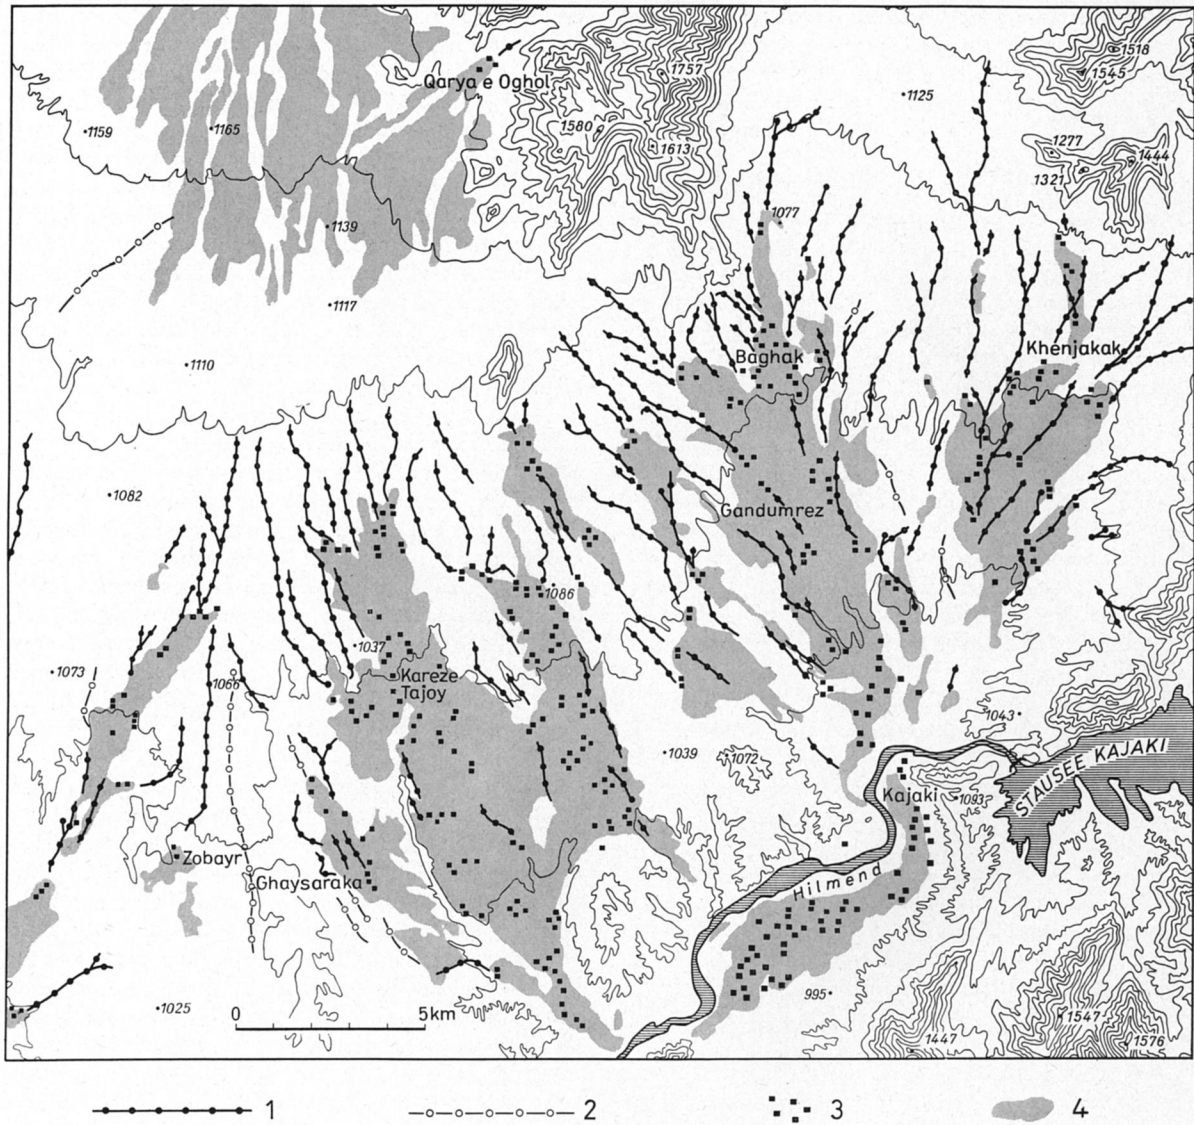 1518
1757
Qarya e Oghol
1545
1125
1580
1159
1165
1277
1613
1444
1321
1077
1139
1117
Baghak
Khenjakak
1110
1082
Gandumrez
1086
1037
1073
Kareze
Tajoy
1066
1043
1039
1072
STAUSEE KAJAKI
Kajaki
1093
Zobayr
Ghaysaraka
Hilmend
995
1025
0
5km
1547
1447
1576
1
2
3
4